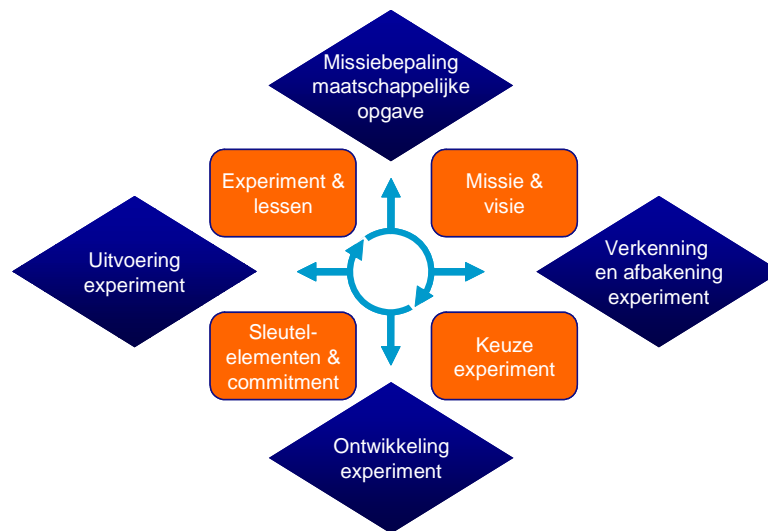 Missiebepaling
maatschappelijke
opgave
Experiment &
lessen
Missie &
visie
Uitvoering
experiment
Verkenning
en afbakening
experiment
Sleutel-
elementen &
commitment
Keuze
experiment
Ontwikkeling
experiment